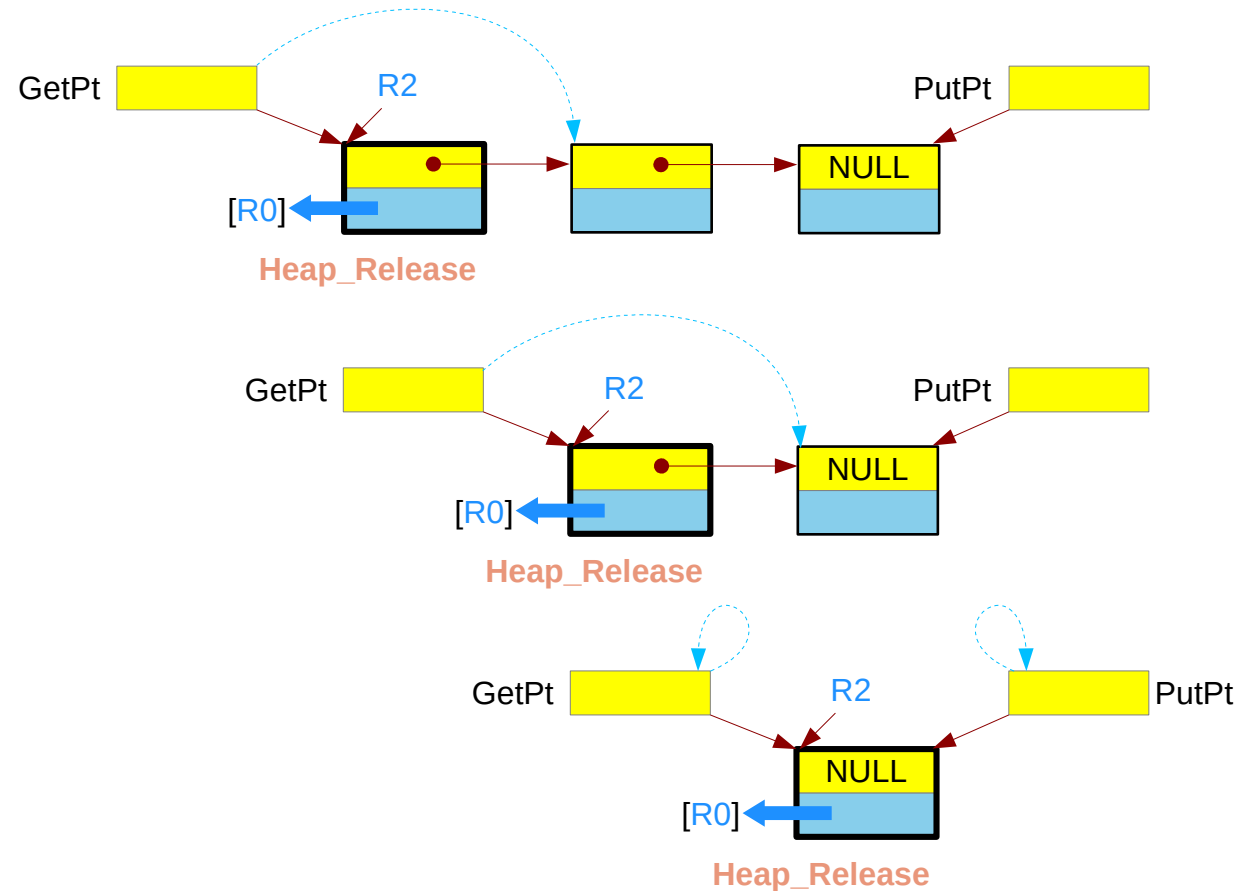 GetPt
R2
PutPt
NULL
[R0]
Heap_Release
GetPt
R2
PutPt
NULL
[R0]
Heap_Release
GetPt
R2
PutPt
NULL
[R0]
Heap_Release